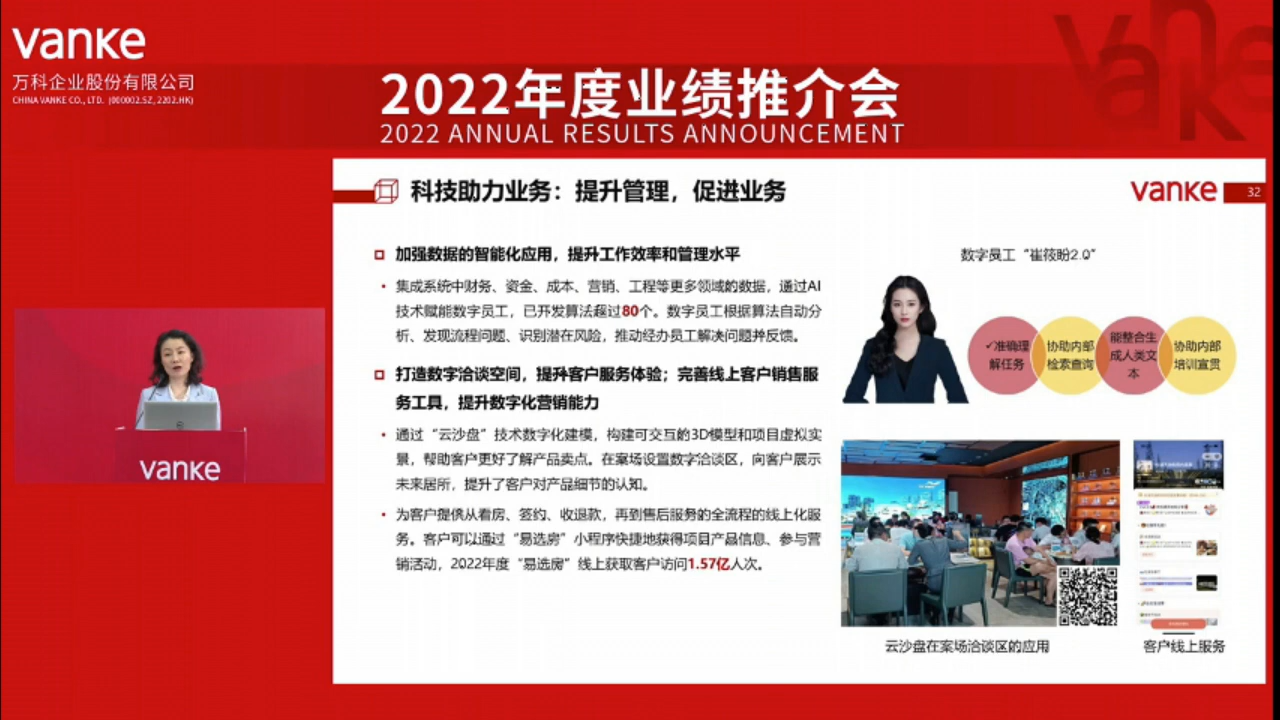 vanke
万科企业股份有限公司
CHINA VANKE CO., LTD. (000002.SZ, 2202.HK)
2022年度业绩推介会
2022 ANNUAL RESULTS ANNOUNCEMENT
科技助力业务：提升管理，促进业务
vanke
32
加强数据的智能化应用，提升工作效率和管理水平
集成系统中财务、资金、成本、营销、工程等更多领域的数据，通过AI
技术赋能数字员工，已开发算法超过80个。数字员工根据算法自动分
析、发现流程问题、识别潜在风险，推动经办员工解决问题并反馈。
打造数字洽谈空间，提升客户服务体验；完善线上客户销售服
务工具，提升数字化营销能力
通过“云沙盘”技术数字化建模，构建可交互的3D模型和项目虚拟实
景，帮助客户更好了解产品卖点。在案场设置数字洽谈区，向客户展示
未来居所，提升了客户对产品细节的认知。
为客户提供从看房、签约、收退款，再到售后服务的全流程的线上化服
务。客户可以通过“易选房”小程序快捷地获得项目产品信息、参与营
销活动，2022年度“易选房”线上获取客户访问1.57亿人次。
数字员工“崔筱盼2.0”
✓准确理
解任务
协助内部
检索查询
能整合生
成人类文
本
协助内部
培训宣贯
云沙盘在案场洽谈区的应用
客户线上服务
vanke